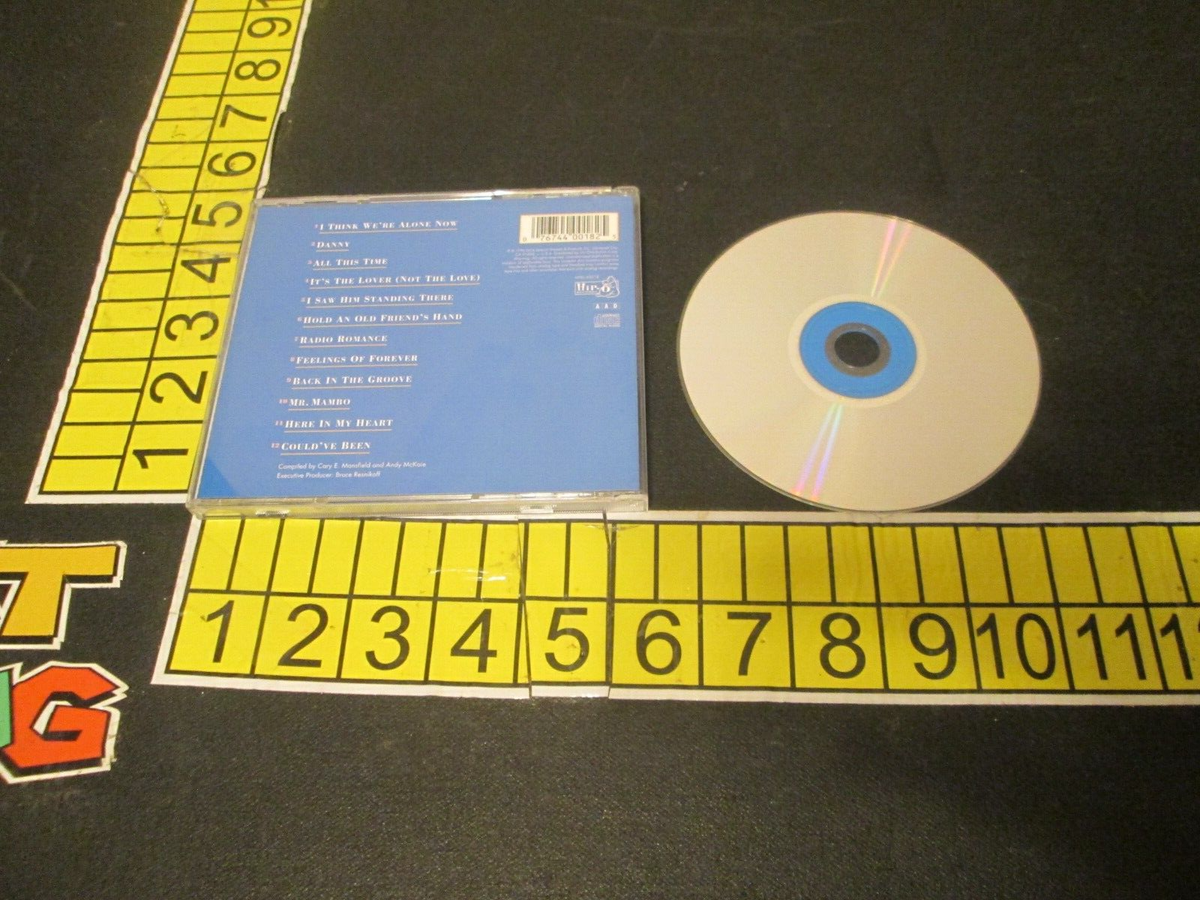 1 I Think We're Alone Now
2 Danny
3 All This Time
4 It's The Lover (Not The Love)
5 I Saw Him Standing There
6 Hold An Old Friend's Hand
7 Radio Romance
8 Feelings Of Forever
9 Back In The Groove
10 Mr. Mambo
11 Here In My Heart
12 Could've Been
Compiled by Cary E. Mansfield and Andy McKaie
Executive Producer: Bruce Resnikoff
0 76744 00182
A A D
1 2 3 4 5 6 7 8 9
T
G
1 2 3 4 5 6 7 8 9 10 11